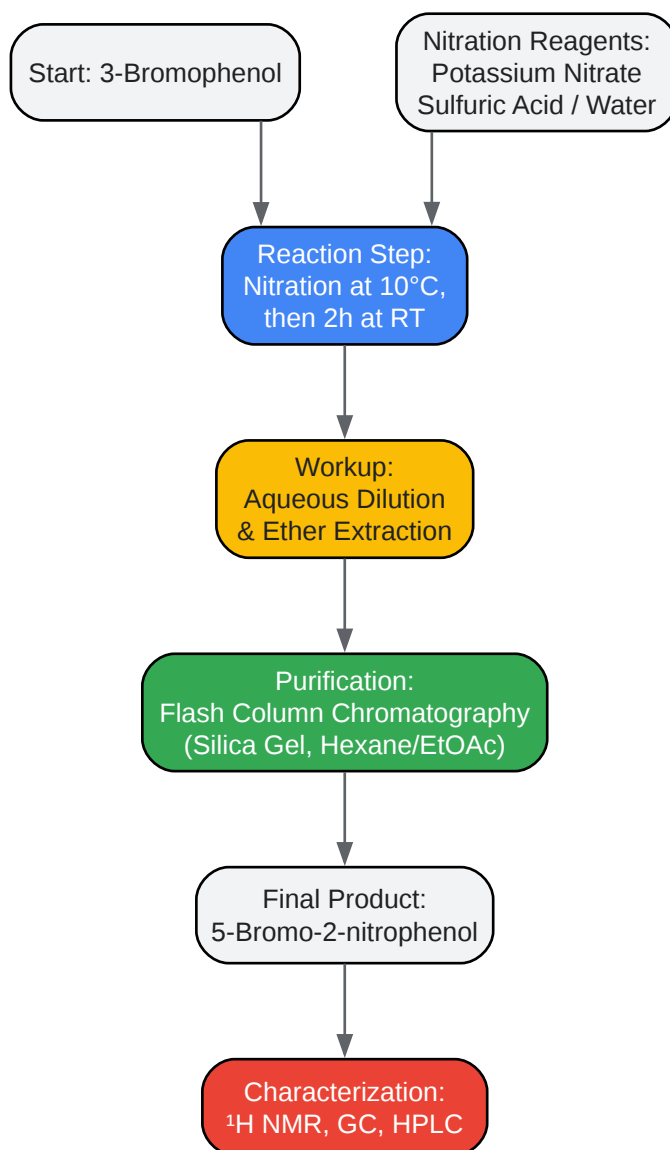 Start: 3-Bromophenol
Nitration Reagents:
Potassium Nitrate
Sulfuric Acid / Water
Reaction Step:
Nitration at 10°C,
then 2h at RT
Workup:
Aqueous Dilution
& Ether Extraction
Purification:
Flash Column Chromatography
(Silica Gel, Hexane/EtOAc)
Final Product:
5-Bromo-2-nitrophenol
Characterization:
¹H NMR, GC, HPLC